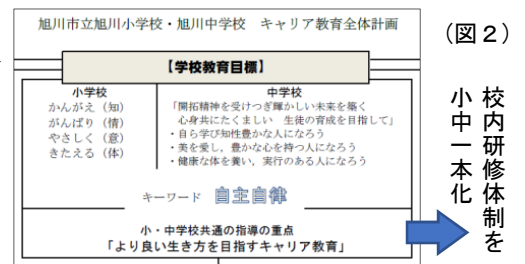 旭川市立旭川小学校・旭川中学校　キャリア教育全体計画
【学校教育目標】
小学校
かんがえ（知）
がんばり（情）
やさしく（意）
きたえる（体）
中学校
「開拓精神を受けつぎ輝かしい未来を築く
心身共にたくましい　生徒の育成を目指して」
・自ら学び知性豊かな人になろう
・美を愛し，豊かな心を持つ人になろう
・健康な体を養い，実行のある人になろう
キーワード　自主自律
小・中学校共通の指導の重点
「より良い生き方を目指すキャリア教育」
（図２）
校内研修体制を
小中一本化